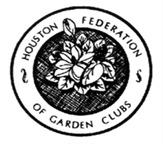 HOUSTON FEDERATION
OF GARDEN CLUBS